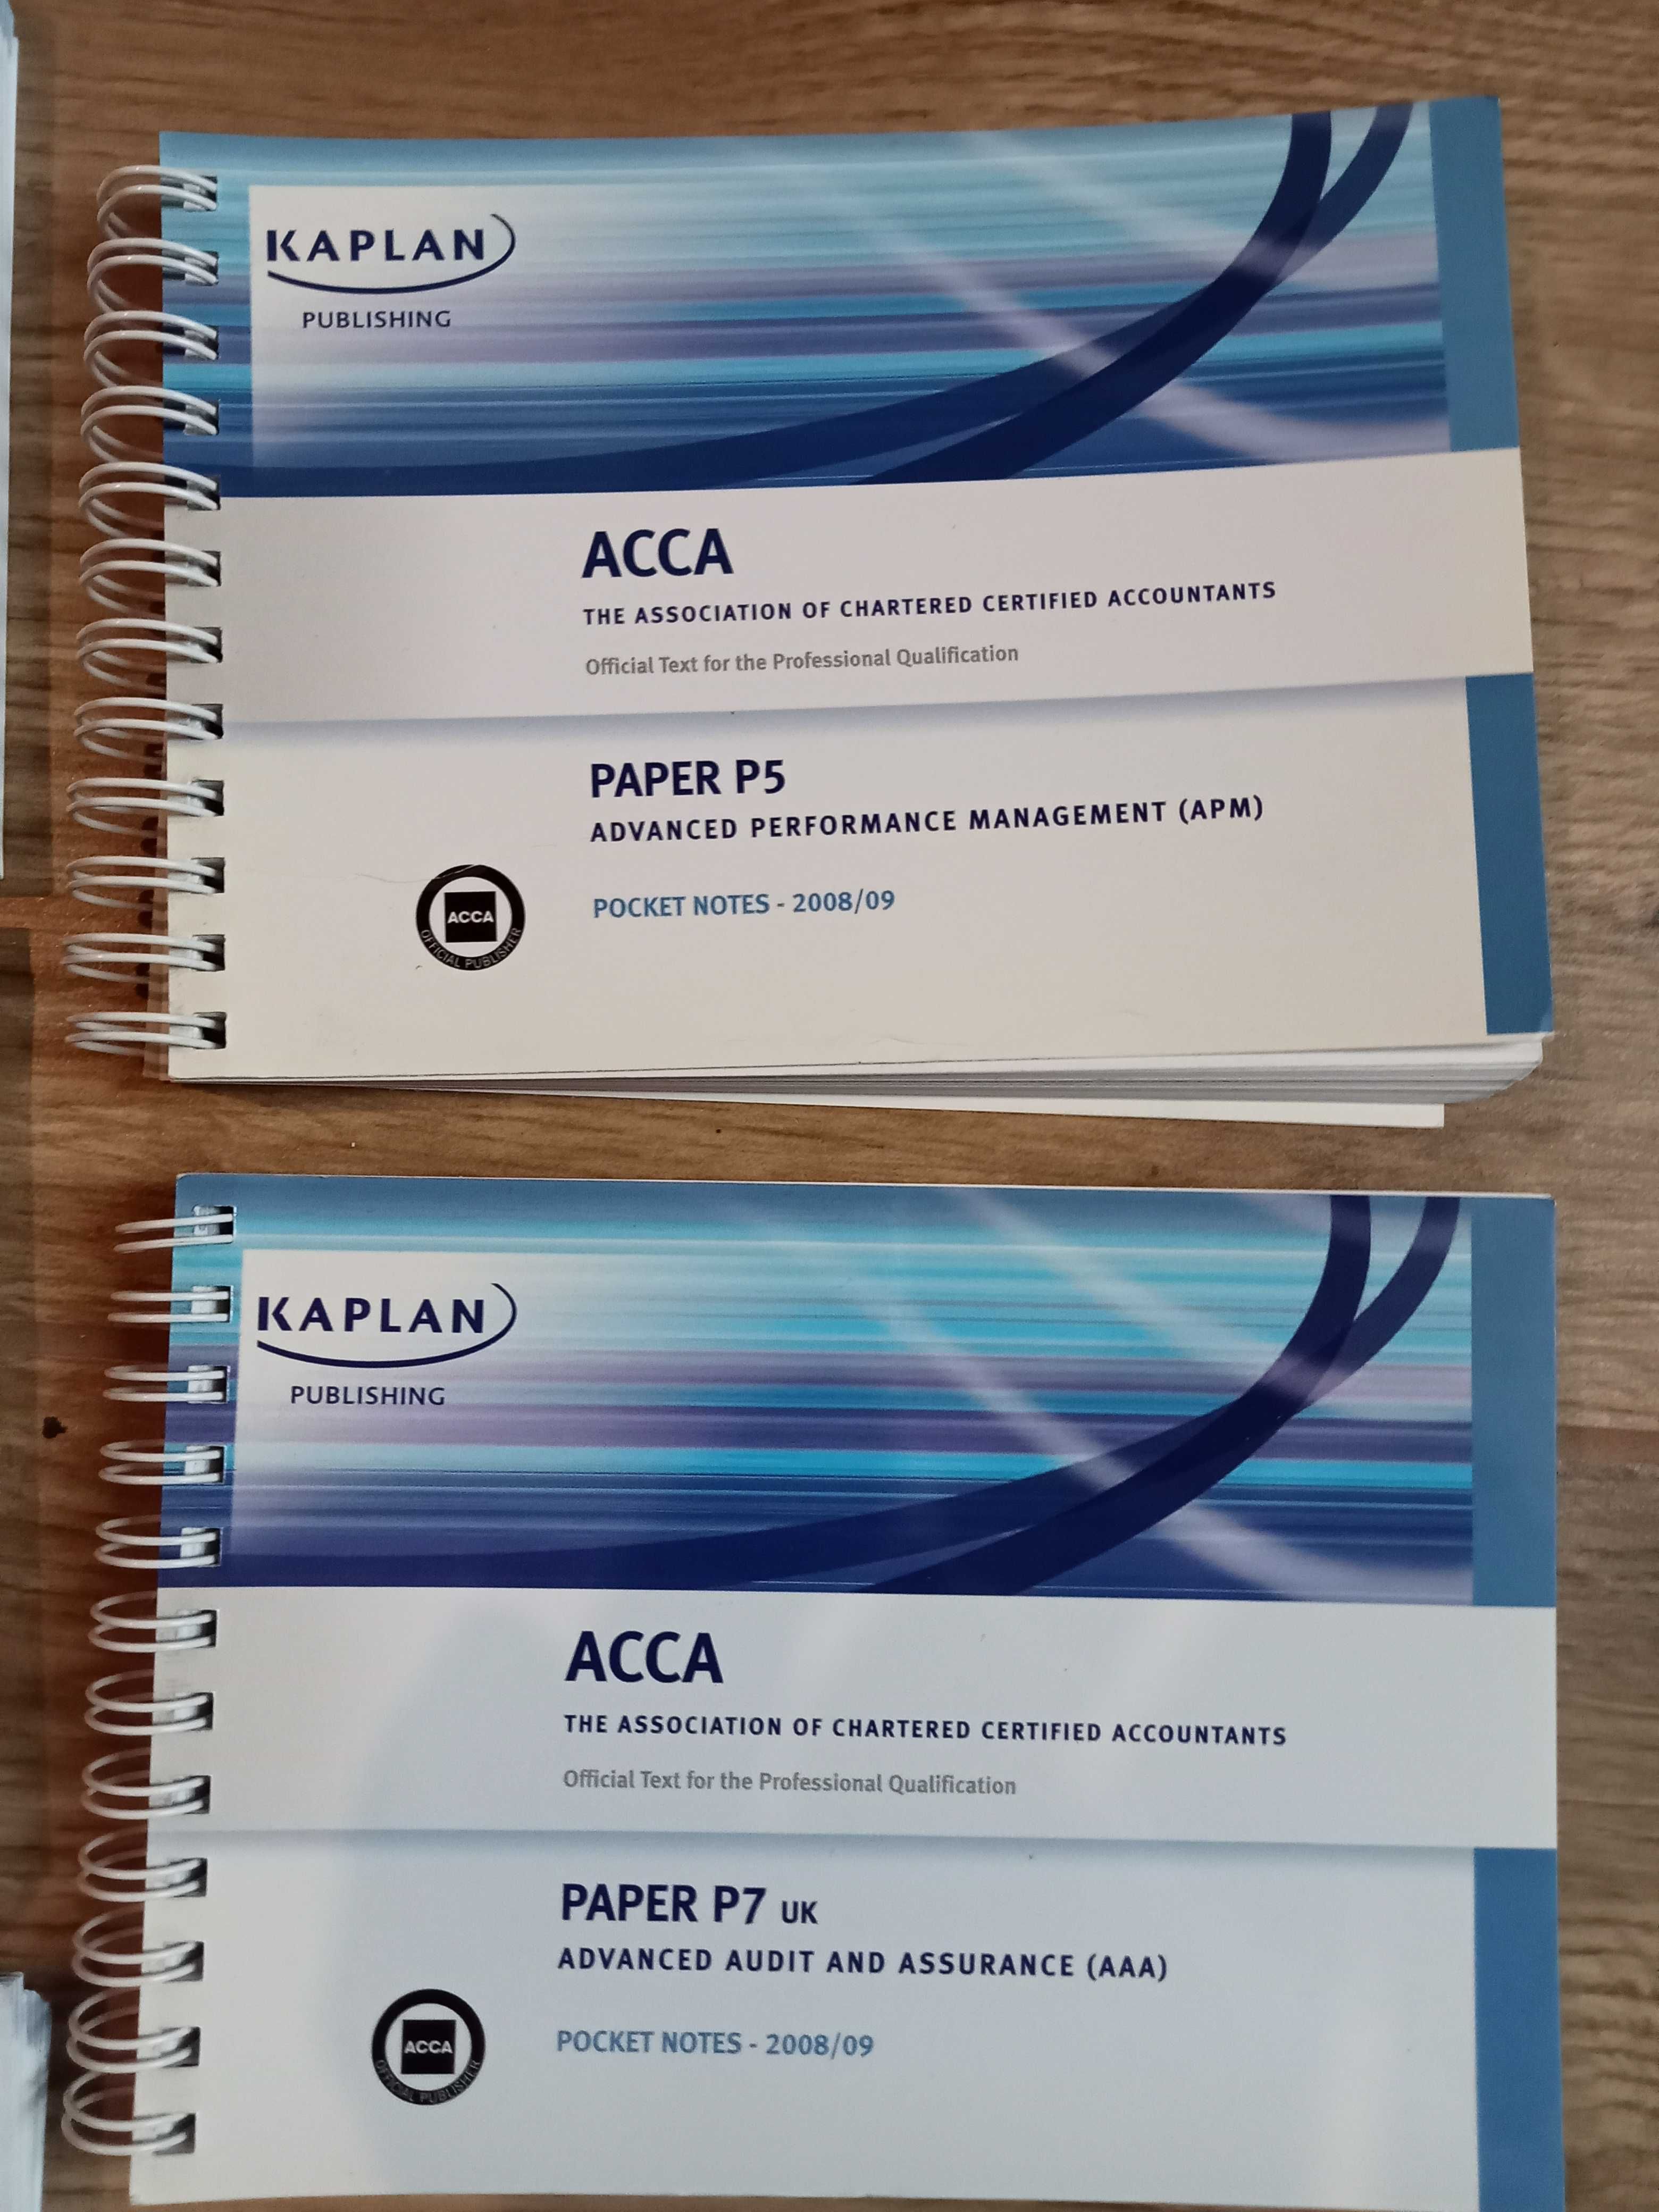 KAPLAN
PUBLISHING
ACCA
THE ASSOCIATION OF CHARTERED CERTIFIED ACCOUNTANTS
Official Text for the Professional Qualification
PAPER P5
ADVANCED PERFORMANCE MANAGEMENT (APM)
ACCA
OFFICIAL PUBLISHER
POCKET NOTES - 2008/09
KAPLAN
PUBLISHING
ACCA
THE ASSOCIATION OF CHARTERED CERTIFIED ACCOUNTANTS
Official Text for the Professional Qualification
PAPER P7 UK
ADVANCED AUDIT AND ASSURANCE (AAA)
ACCA
OFFICIAL PUBLISHER
POCKET NOTES - 2008/09